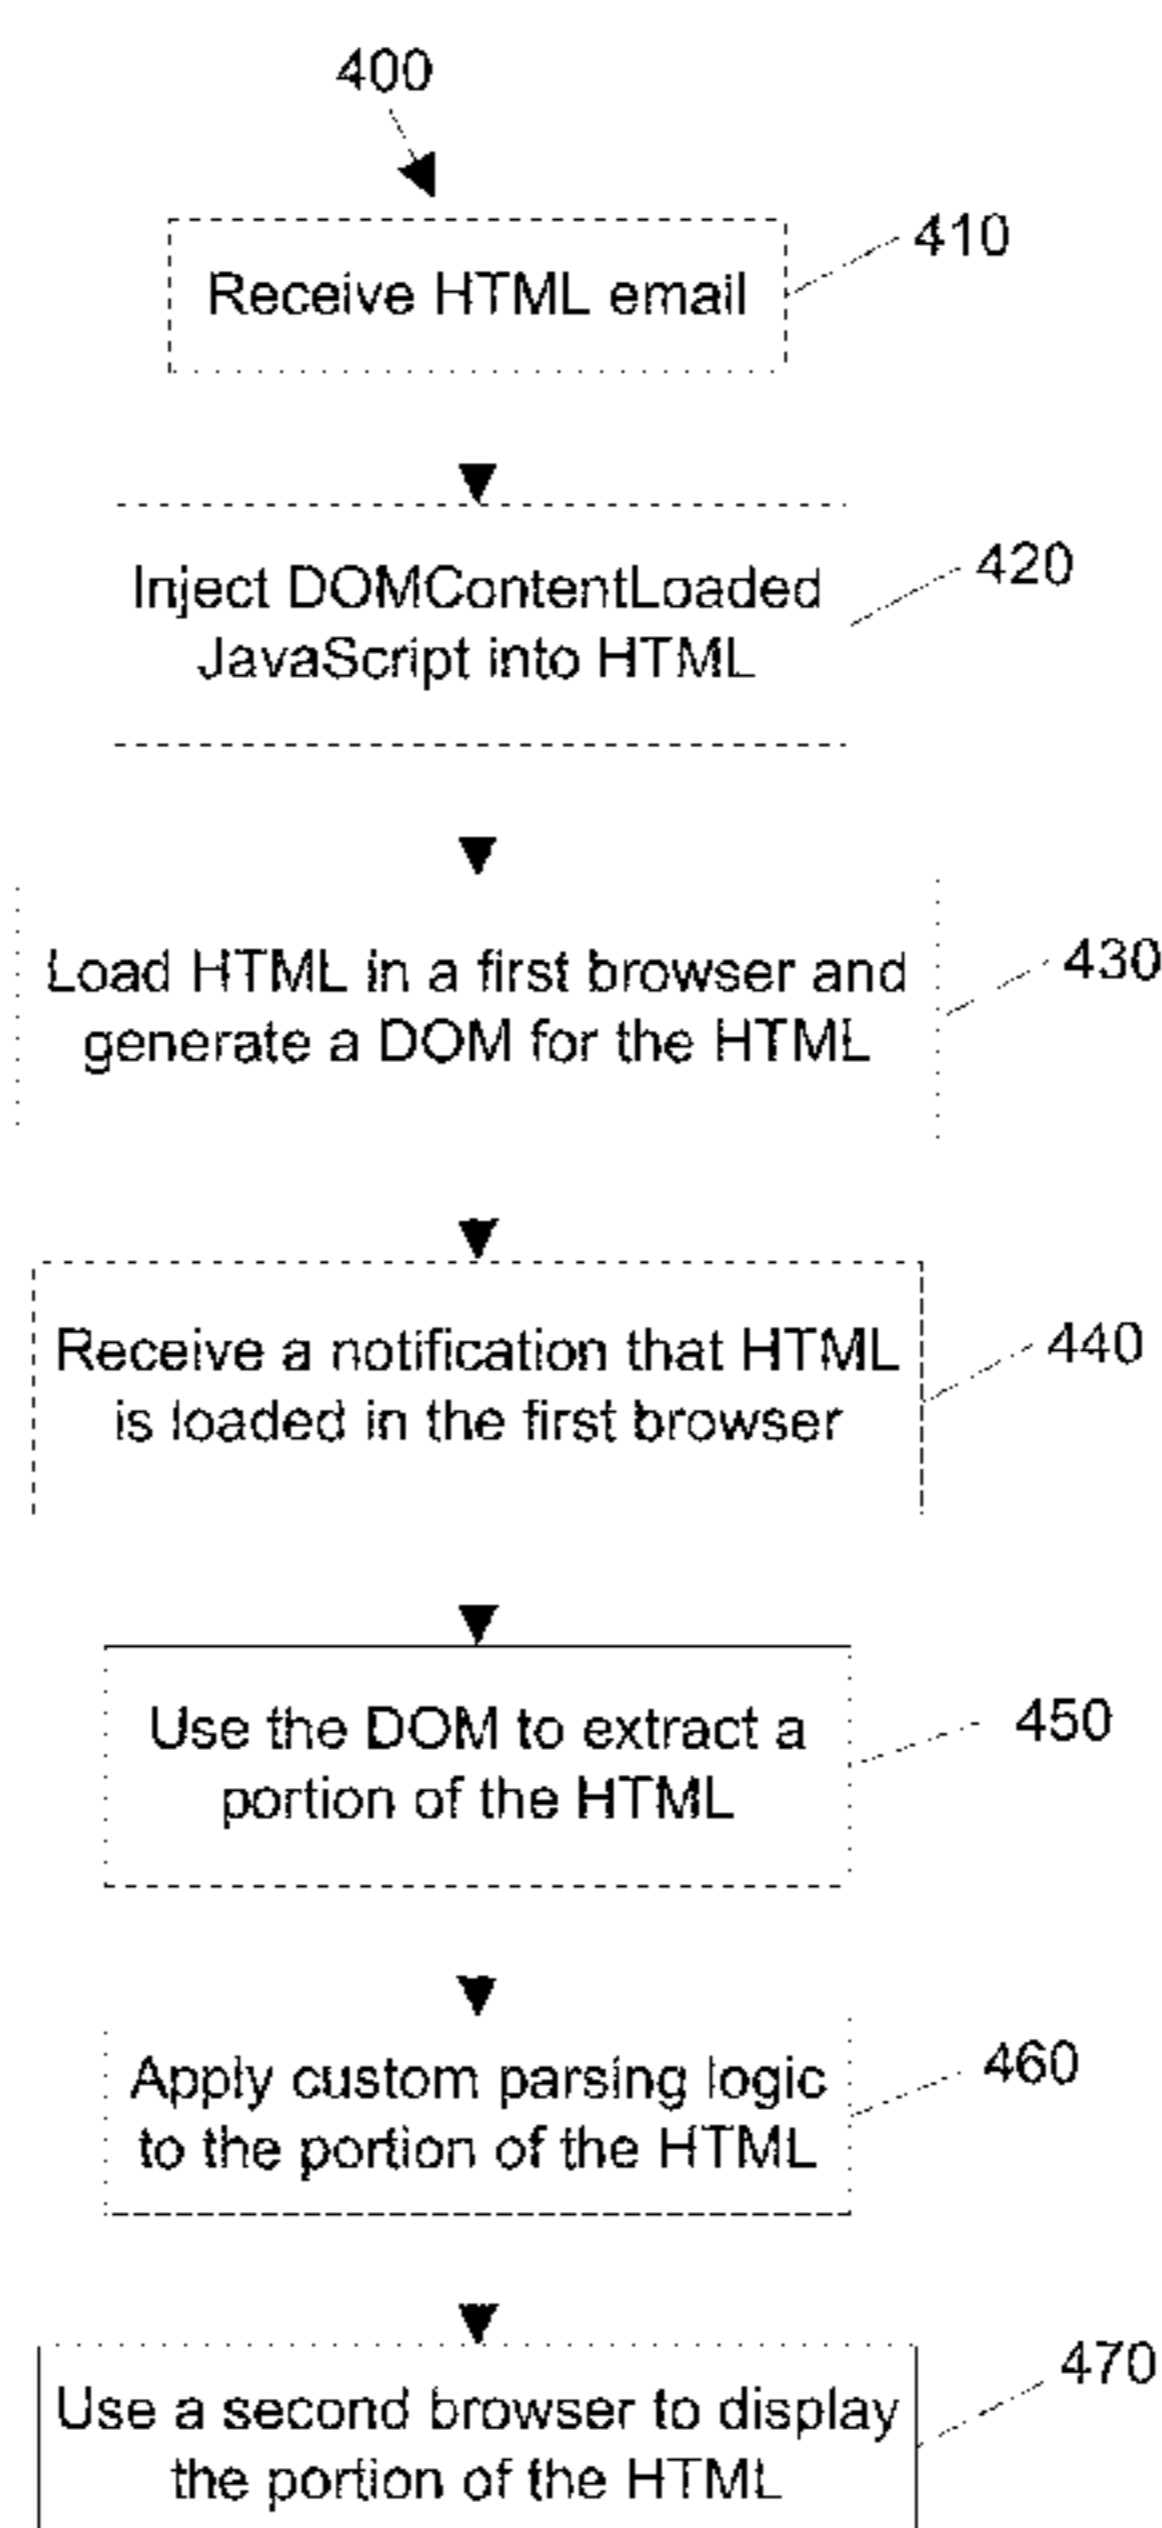 400
410
Receive HTML email
420
Inject DOMContentLoaded
JavaScript into HTML
430
Load HTML in a first browser and
generate a DOM for the HTML
440
Receive a notification that HTML
is loaded in the first browser
450
Use the DOM to extract a
portion of the HTML
460
Apply custom parsing logic
to the portion of the HTML
470
Use a second browser to display
the portion of the HTML